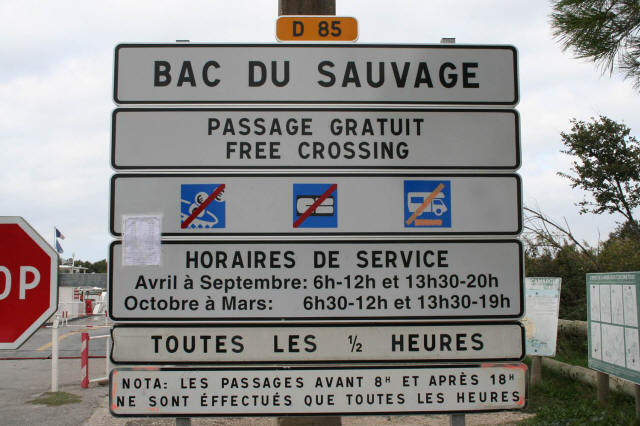 D 85
BAC DU SAUVAGE
PASSAGE GRATUIT
FREE CROSSING
HORAIRES DE SERVICE
Avril à Septembre: 6h-12h et 13h30-20h
Octobre à Mars: 6h30-12h et 13h30-19h
TOUTES LES ½ HEURES
NOTA: LES PASSAGES AVANT 8H ET APRÈS 18H
NE SONT ÉFFECTUÉS QUE TOUTES LES HEURES
OP